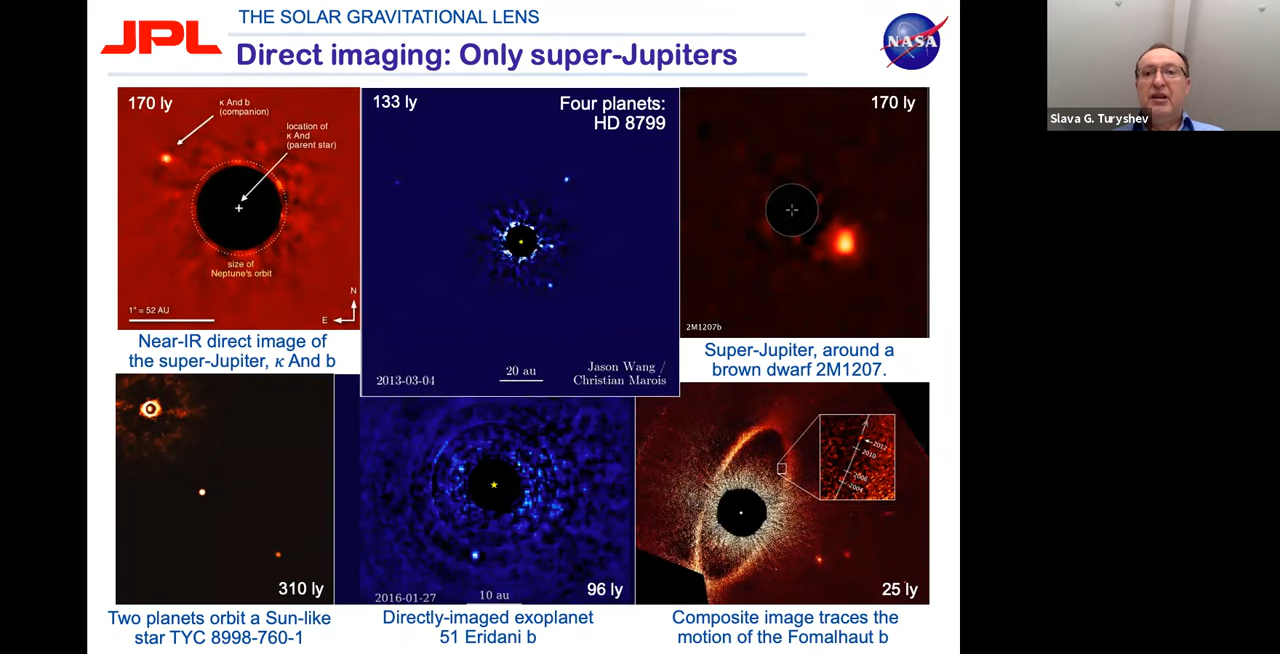 JPL
THE SOLAR GRAVITATIONAL LENS
Direct imaging: Only super-Jupiters
NASA
Slava G. Turyshev
170 ly
κ And b
(companion)
location of
κ And
(parent star)
size of
Neptune's orbit
1" = 52 AU
N
E
Near-IR direct image of
the super-Jupiter, κ And b
133 ly
Four planets:
HD 8799
2013-03-04
20 au
Jason Wang /
Christian Marois
170 ly
2M1207b
Super-Jupiter, around a
brown dwarf 2M1207.
310 ly
Two planets orbit a Sun-like
star TYC 8998-760-1
2016-01-27
10 au
96 ly
Directly-imaged exoplanet
51 Eridani b
2012
2010
2006
2004
25 ly
Composite image traces the
motion of the Fomalhaut b